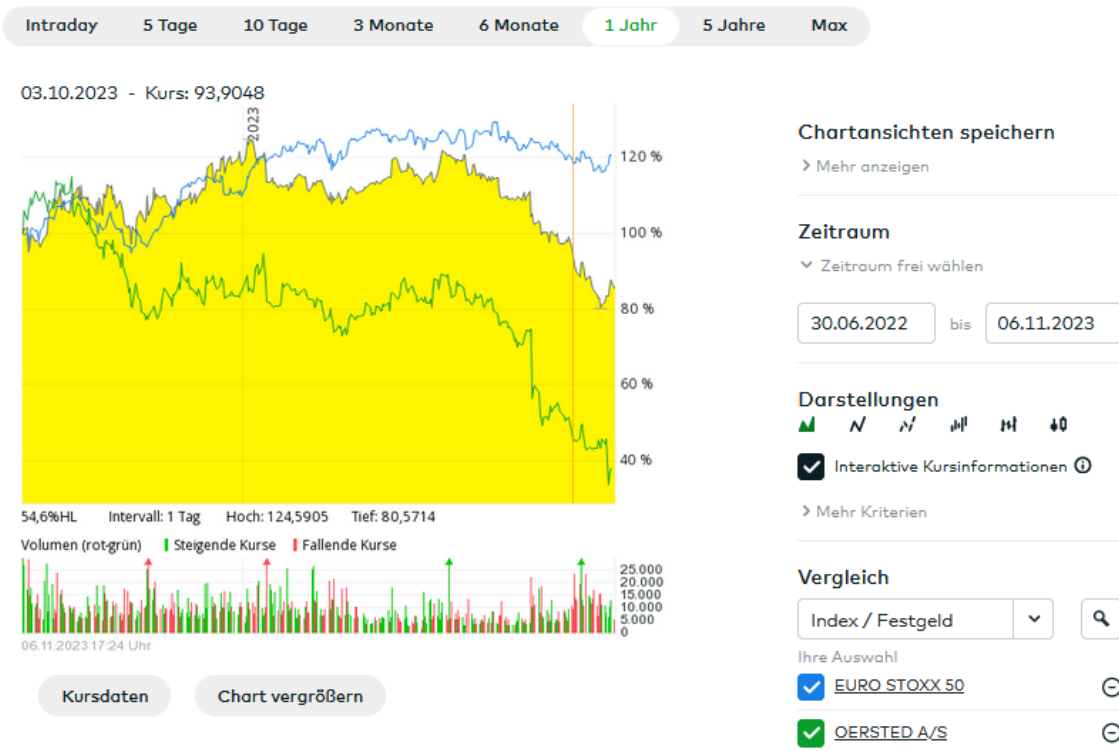 Intraday 5 Tage 10 Tage 3 Monate 6 Monate 1 Jahr 5 Jahre Max
03.10.2023 - Kurs: 93,9048
2023
120 %
100 %
80 %
60 %
40 %
54,6%HL Intervall: 1 Tag Hoch: 124,5905 Tief: 80,5714
Volumen (rot-grün) Steigende Kurse Fallende Kurse
25.000
20.000
15.000
10.000
5.000
0
06.11.2023 17:24 Uhr
Kursdaten Chart vergrößern
Chartansichten speichern
Mehr anzeigen
Zeitraum
Zeitraum frei wählen
30.06.2022 bis 06.11.2023
Darstellungen
Interaktive Kursinformationen
Mehr Kriterien
Vergleich
Index / Festgeld
Ihre Auswahl
EURO STOXX 50
OERSTED A/S